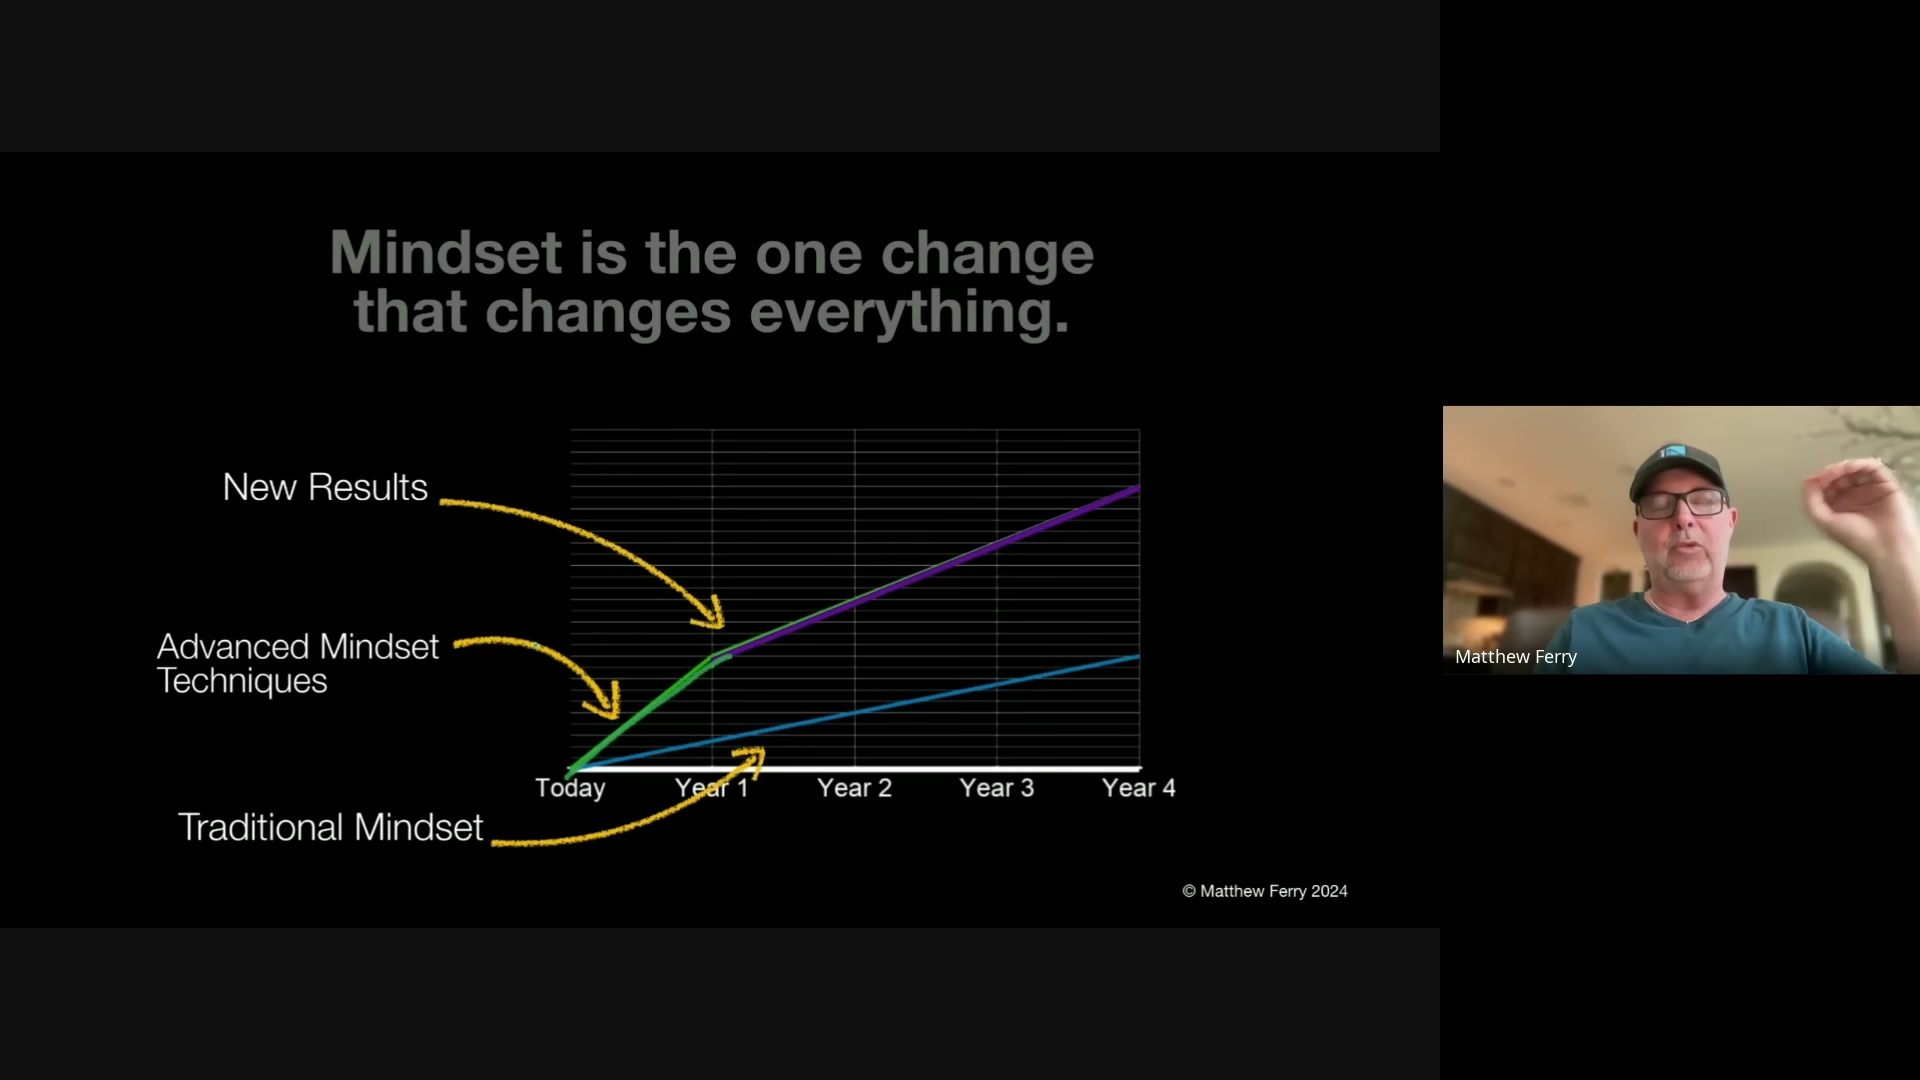 Mindset is the one change
that changes everything.
New Results
Advanced Mindset
Techniques
Today
Year 1
Year 2
Year 3
Year 4
Traditional Mindset
© Matthew Ferry 2024
Matthew Ferry